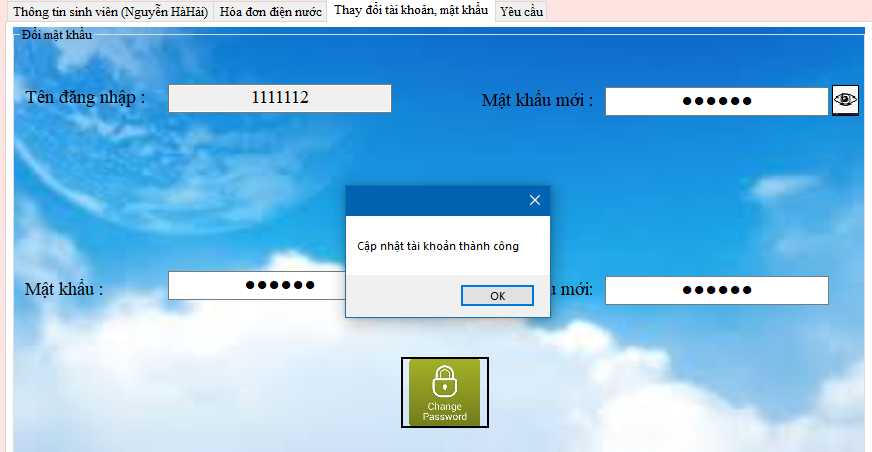 Thông tin sinh viên (Nguyễn HàHải) Hóa đơn điện nước Thay đổi tài khoản, mật khẩu Yêu cầu
Đổi mật khẩu
Tên đăng nhập : 1111112 Mật khẩu mới :
Cập nhật tài khoản thành công
OK
Mật khẩu : mới:
Change
Password